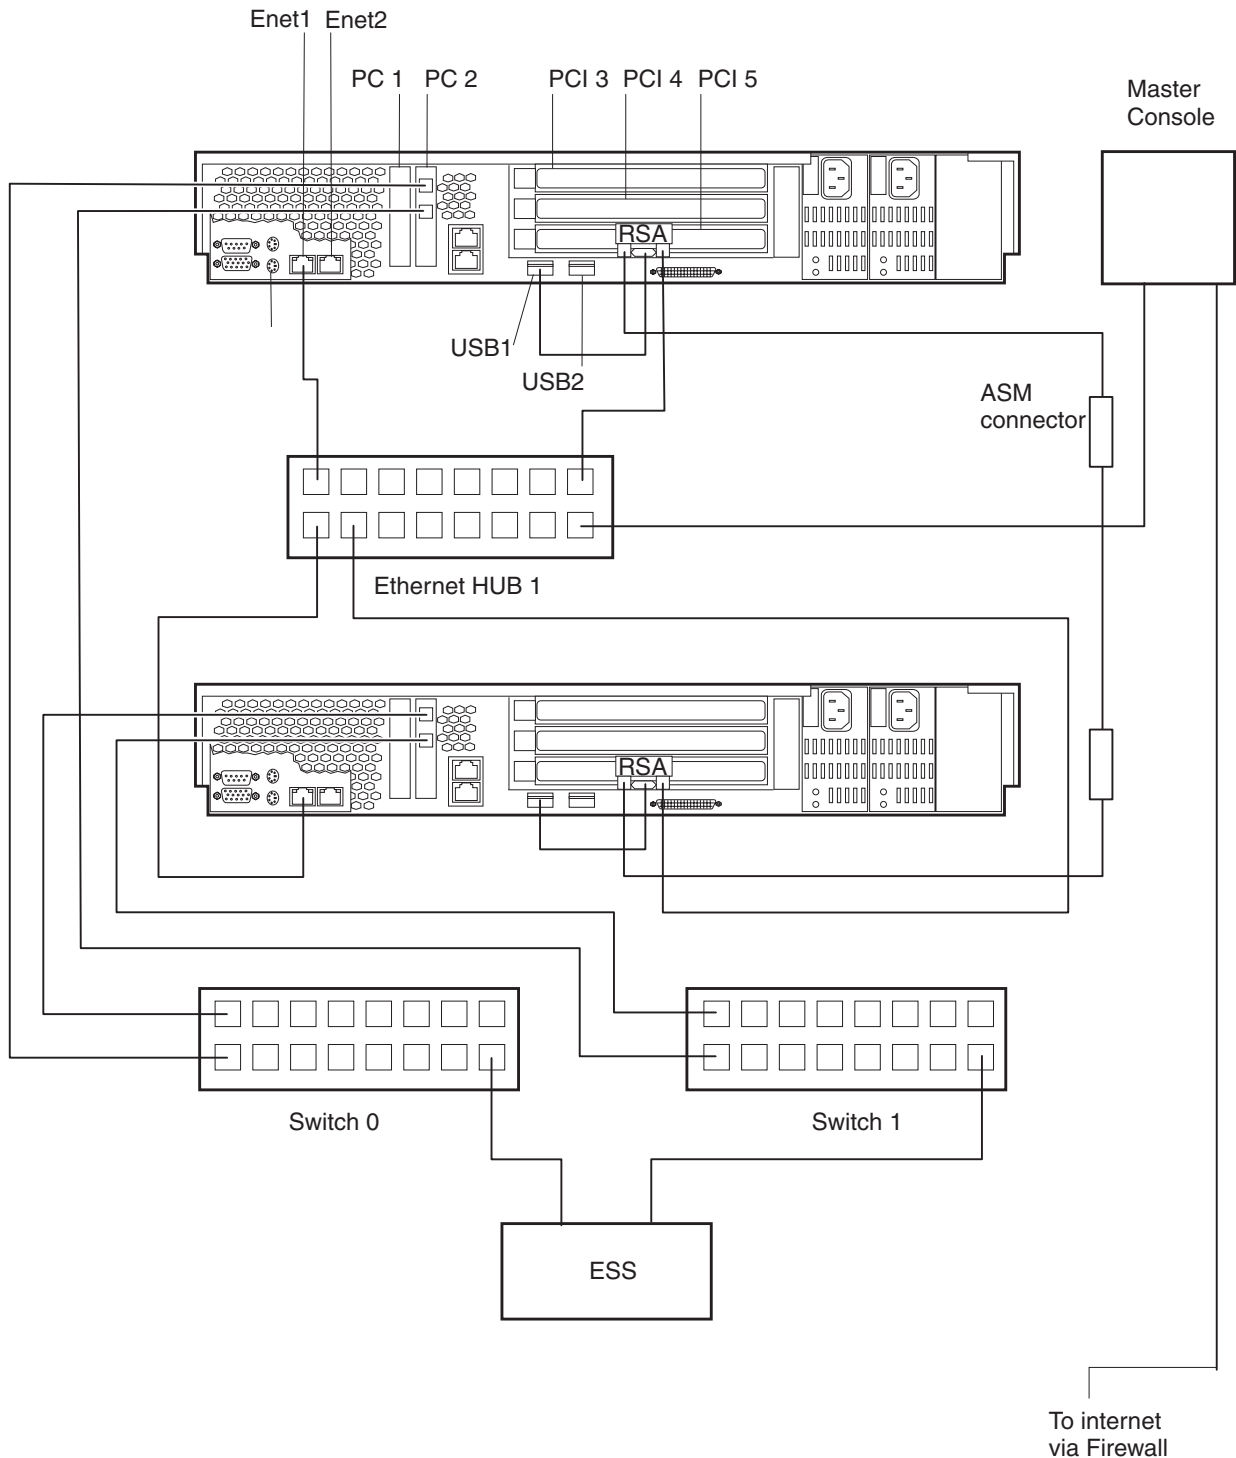 Enet1 Enet2
PC 1 PC 2 PCI 3 PCI 4 PCI 5
Master
Console
RSA
USB1
USB2
ASM
connector
Ethernet HUB 1
RSA
Switch 0
Switch 1
ESS
To internet
via Firewall